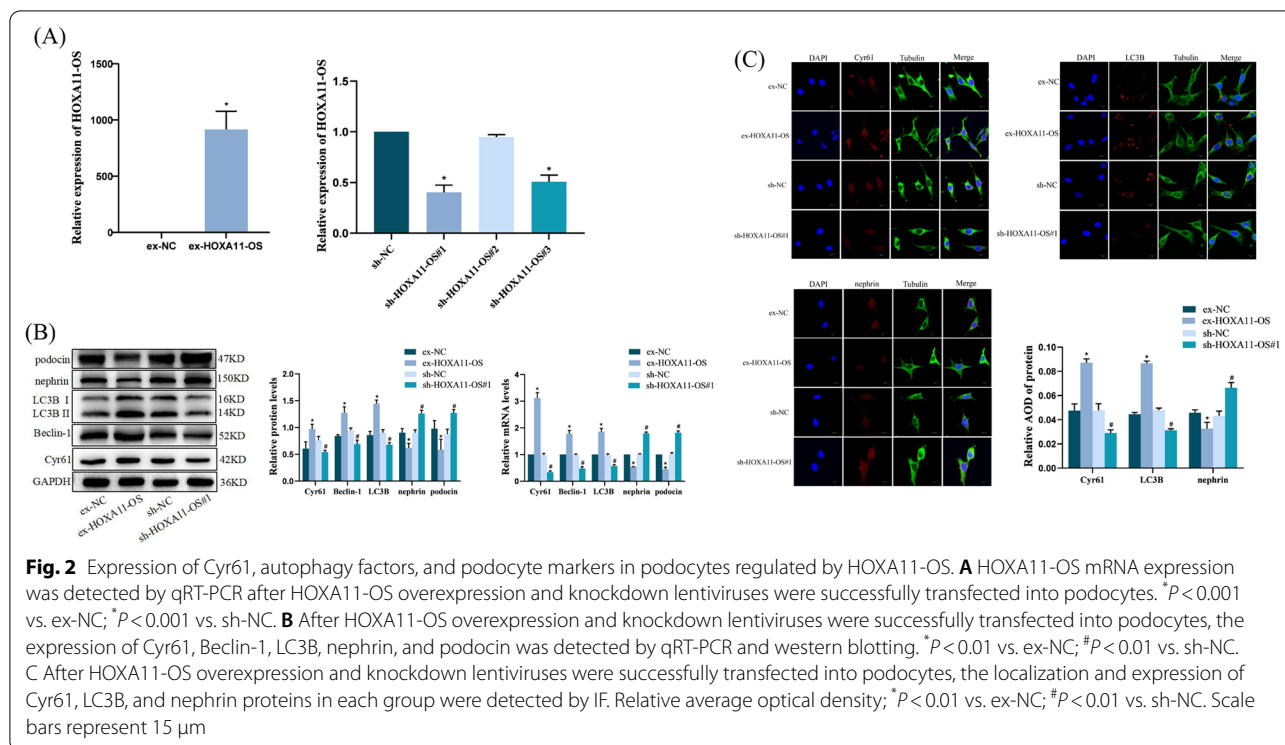 (A)
Relative expression of HOXA11-OS
1500
1000
500
0
ex-NC
ex-HOXA11-OS
*
Relative expression of HOXA11-OS
1.5
1.0
0.5
0.0
sh-NC
sh-HOXA11-OS#1
sh-HOXA11-OS#2
sh-HOXA11-OS#3
*
*
(B)
podocin 47KD
nephrin 150KD
LC3B I 16KD
LC3B II 14KD
Beclin-1 52KD
Cyr61 42KD
GAPDH 36KD
ex-NC
ex-HOXA11-OS
sh-NC
sh-HOXA11-OS#1
ex-NC
ex-HOXA11-OS
sh-NC
sh-HOXA11-OS#1
Relative protien levels
2.0
1.5
1.0
0.5
0.0
* # * # * # * # * #
Cyr61 Beclin-1 LC3B nephrin podocin
ex-NC
ex-HOXA11-OS
sh-NC
sh-HOXA11-OS#1
Relative mRNA levels
4
3
2
1
0
* # * # * # * # * #
Cyr61 Beclin-1 LC3B nephrin podocin
(C)
DAPI Cyr61 Tubulin Merge
ex-NC
ex-HOXA11-OS
sh-NC
sh-HOXA11-OS#1
DAPI LC3B Tubulin Merge
ex-NC
ex-HOXA11-OS
sh-NC
sh-HOXA11-OS#1
DAPI nephrin Tubulin Merge
ex-NC
ex-HOXA11-OS
sh-NC
sh-HOXA11-OS#1
ex-NC
ex-HOXA11-OS
sh-NC
sh-HOXA11-OS#1
Relative AOD of protein
0.10
0.08
0.06
0.04
0.02
0.00
* # * # * #
Cyr61 LC3B nephrin
Fig. 2 Expression of Cyr61, autophagy factors, and podocyte markers in podocytes regulated by HOXA11-OS. A HOXA11-OS mRNA expression
was detected by qRT-PCR after HOXA11-OS overexpression and knockdown lentiviruses were successfully transfected into podocytes. *P < 0.001
vs. ex-NC; *P < 0.001 vs. sh-NC. B After HOXA11-OS overexpression and knockdown lentiviruses were successfully transfected into podocytes, the
expression of Cyr61, Beclin-1, LC3B, nephrin, and podocin was detected by qRT-PCR and western blotting. *P < 0.01 vs. ex-NC; #P < 0.01 vs. sh-NC.
C After HOXA11-OS overexpression and knockdown lentiviruses were successfully transfected into podocytes, the localization and expression of
Cyr61, LC3B, and nephrin proteins in each group were detected by IF. Relative average optical density; *P < 0.01 vs. ex-NC; #P < 0.01 vs. sh-NC. Scale
bars represent 15 μm